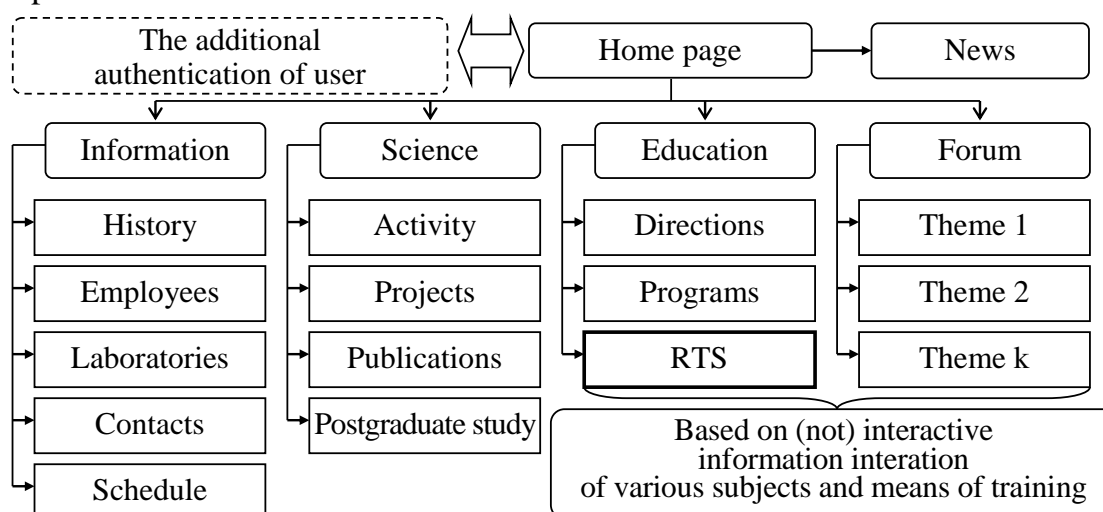 The additional
authentication of user
Home page
News
Information
Science
Education
Forum
History
Activity
Directions
Theme 1
Employees
Projects
Programs
Theme 2
Laboratories
Publications
RTS
Theme k
Contacts
Postgraduate study
Schedule
Based on (not) interactive
information interation
of various subjects and means of training